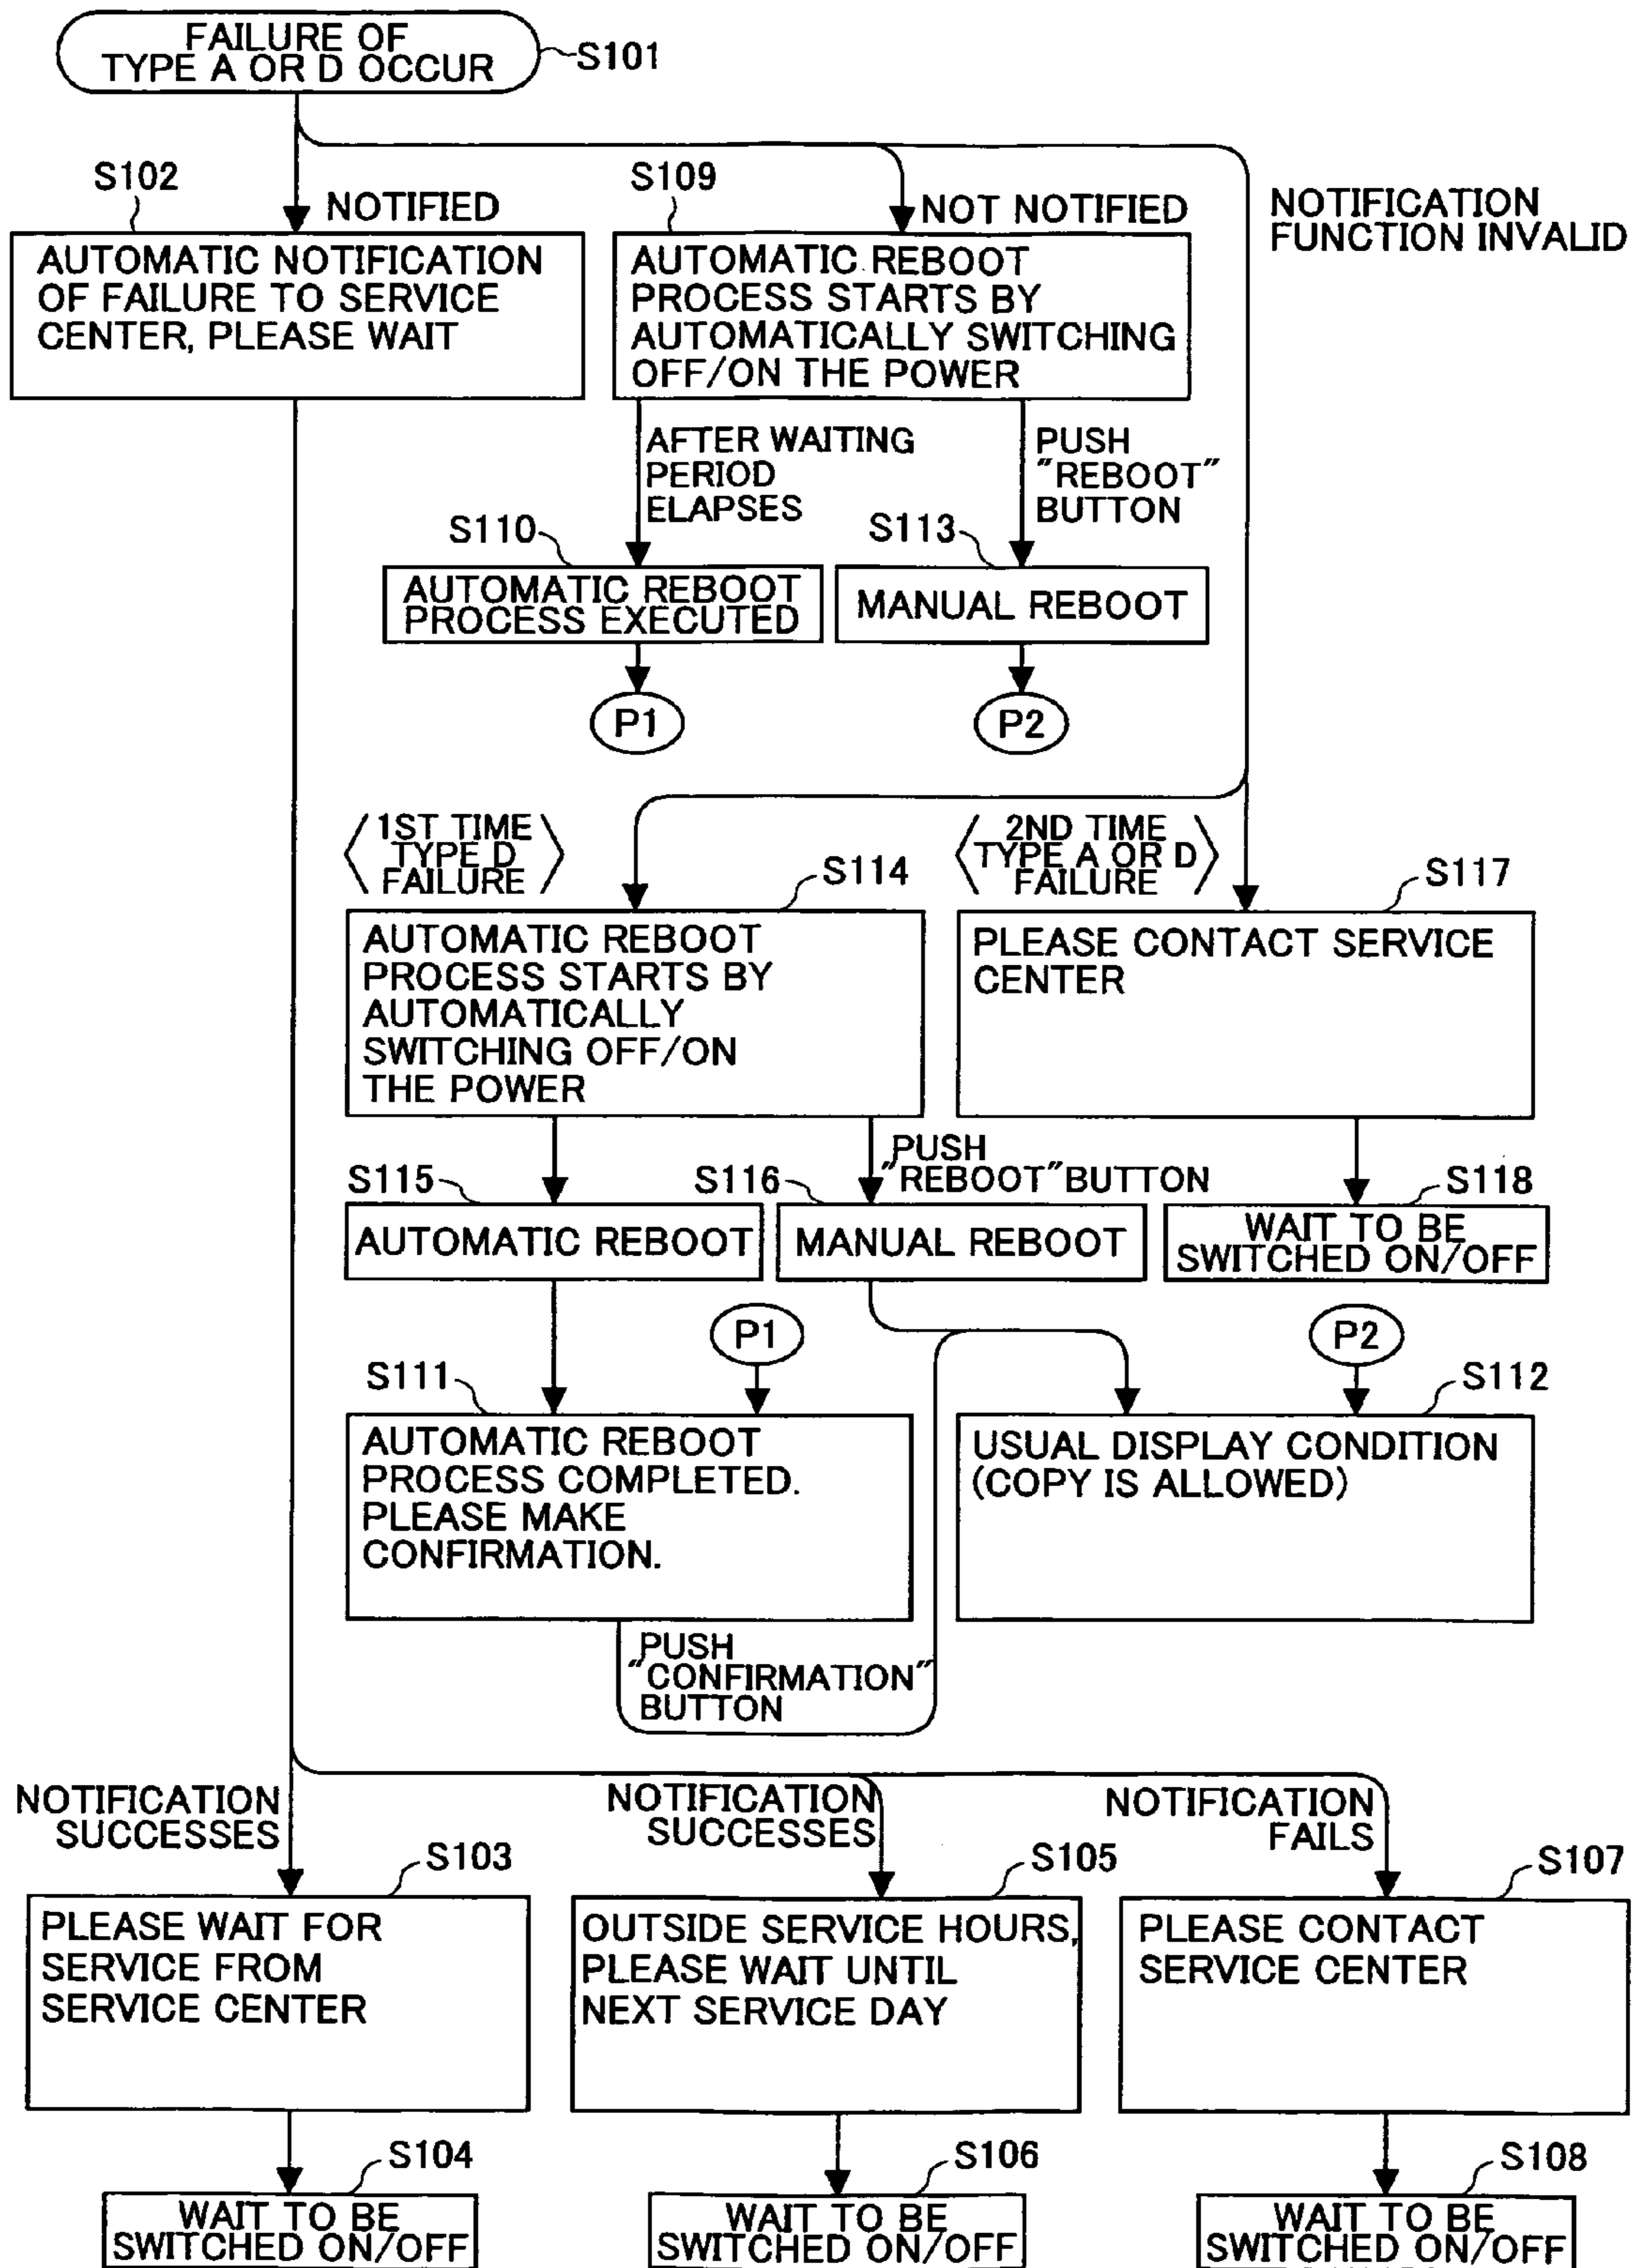 FAILURE OF
TYPE A OR D OCCUR
S101
S102
NOTIFIED
S109
NOT NOTIFIED
NOTIFICATION
FUNCTION INVALID
AUTOMATIC NOTIFICATION
OF FAILURE TO SERVICE
CENTER, PLEASE WAIT
AUTOMATIC REBOOT
PROCESS STARTS BY
AUTOMATICALLY SWITCHING
OFF/ON THE POWER
AFTER WAITING
PERIOD
ELAPSES
PUSH
"REBOOT"
BUTTON
S110
S113
AUTOMATIC REBOOT
PROCESS EXECUTED
MANUAL REBOOT
P1
P2
1ST TIME
TYPE D
FAILURE
2ND TIME
TYPE A OR D
FAILURE
S114
S117
AUTOMATIC REBOOT
PROCESS STARTS BY
AUTOMATICALLY
SWITCHING OFF/ON
THE POWER
PLEASE CONTACT SERVICE
CENTER
PUSH
"REBOOT" BUTTON
S115
S116
S118
AUTOMATIC REBOOT
MANUAL REBOOT
WAIT TO BE
SWITCHED ON/OFF
P1
P2
S111
S112
AUTOMATIC REBOOT
PROCESS COMPLETED.
PLEASE MAKE
CONFIRMATION.
USUAL DISPLAY CONDITION
(COPY IS ALLOWED)
PUSH
"CONFIRMATION"
BUTTON
NOTIFICATION
SUCCESSES
NOTIFICATION
SUCCESSES
NOTIFICATION
FAILS
S103
S105
S107
PLEASE WAIT FOR
SERVICE FROM
SERVICE CENTER
OUTSIDE SERVICE HOURS,
PLEASE WAIT UNTIL
NEXT SERVICE DAY
PLEASE CONTACT
SERVICE CENTER
S104
S106
S108
WAIT TO BE
SWITCHED ON/OFF
WAIT TO BE
SWITCHED ON/OFF
WAIT TO BE
SWITCHED ON/OFF